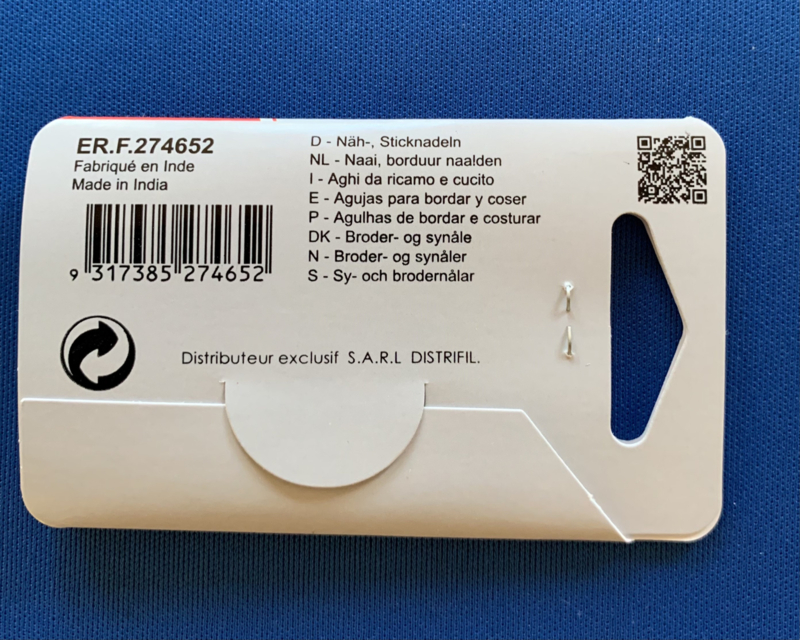 ER.F.274652
Fabriqué en Inde
Made in India
9 317385 274652
D - Näh-, Sticknadeln
NL - Naai, borduur naalden
I - Aghi da ricamo e cucito
E - Agujas para bordar y coser
P - Agulhas de bordar e costurar
DK - Broder- og synåle
N - Broder- og synåler
S - Sy- och brodernålar
Distributeur exclusif S.A.R.L DISTRIFIL.